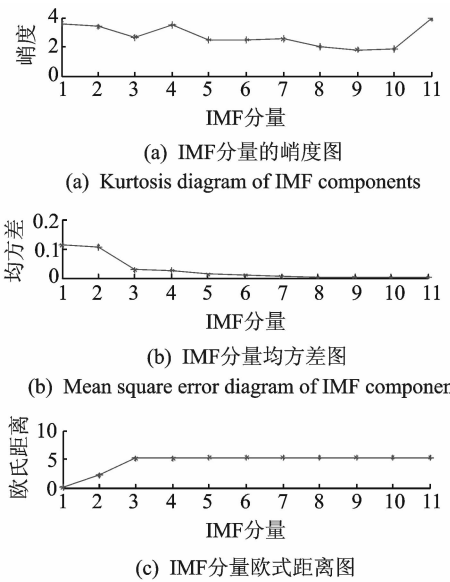 4
2
0
峭度
1 2 3 4 5 6 7 8 9 10 11
IMF分量
(a) IMF分量的峭度图
(a) Kurtosis diagram of IMF components
0.2
0.1
0
均方差
1 2 3 4 5 6 7 8 9 10 11
IMF分量
(b) IMF分量均方差图
(b) Mean square error diagram of IMF componen
10
5
0
欧氏距离
1 2 3 4 5 6 7 8 9 10 11
IMF分量
(c) IMF分量欧式距离图